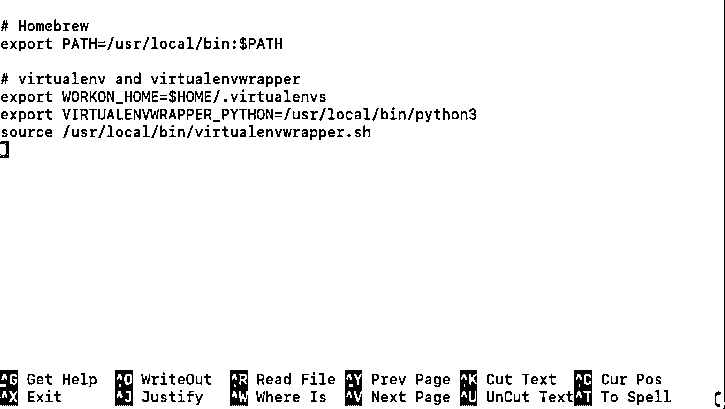 # Homebrew
export PATH=/usr/local/bin:$PATH
# virtualenv and virtualenvwrapper
export WORKON_HOME=$HOME/.virtualenvs
export VIRTUALENVWRAPPER_PYTHON=/usr/local/bin/python3
source /usr/local/bin/virtualenvwrapper.sh
^G Get Help ^O WriteOut ^R Read File ^Y Prev Page ^K Cut Text ^C Cur Pos
^X Exit ^J Justify ^W Where Is ^V Next Page ^U UnCut Text ^T To Spell